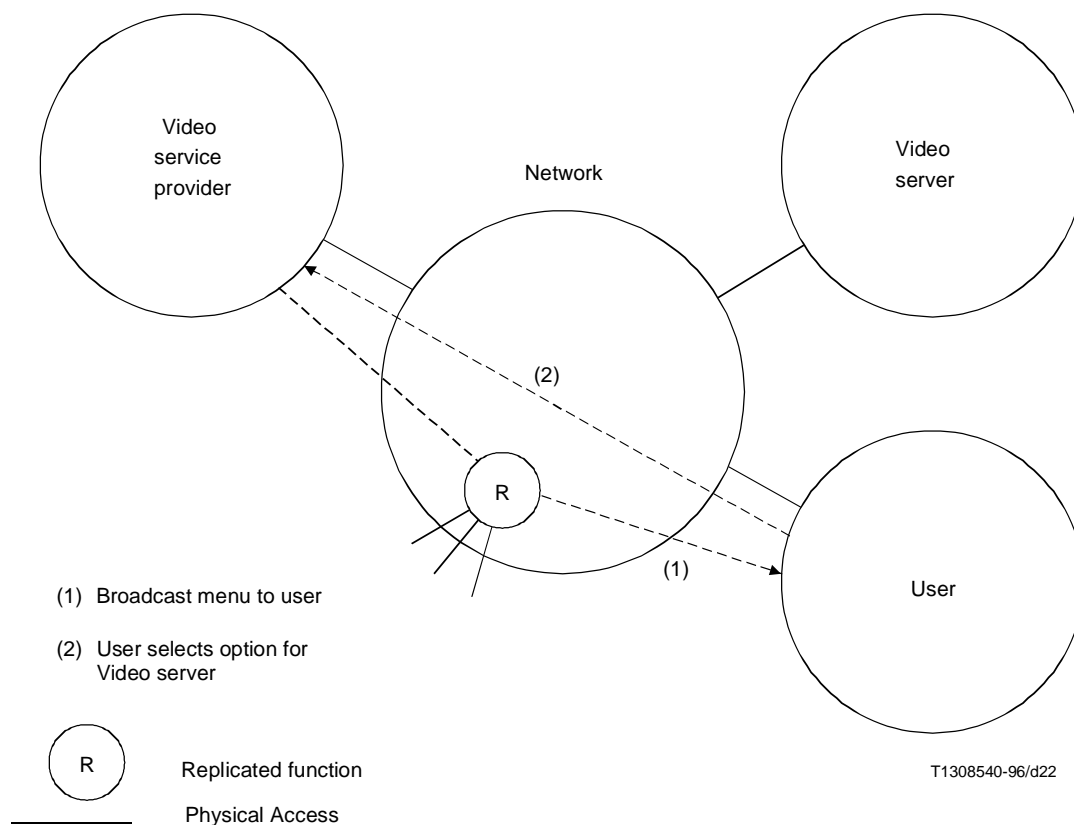 Video
service
provider
Network
Video
server
(2)
R
(1)
User
(1) Broadcast menu to user
(2) User selects option for
Video server
R
Replicated function
T1308540-96/d22
Physical Access